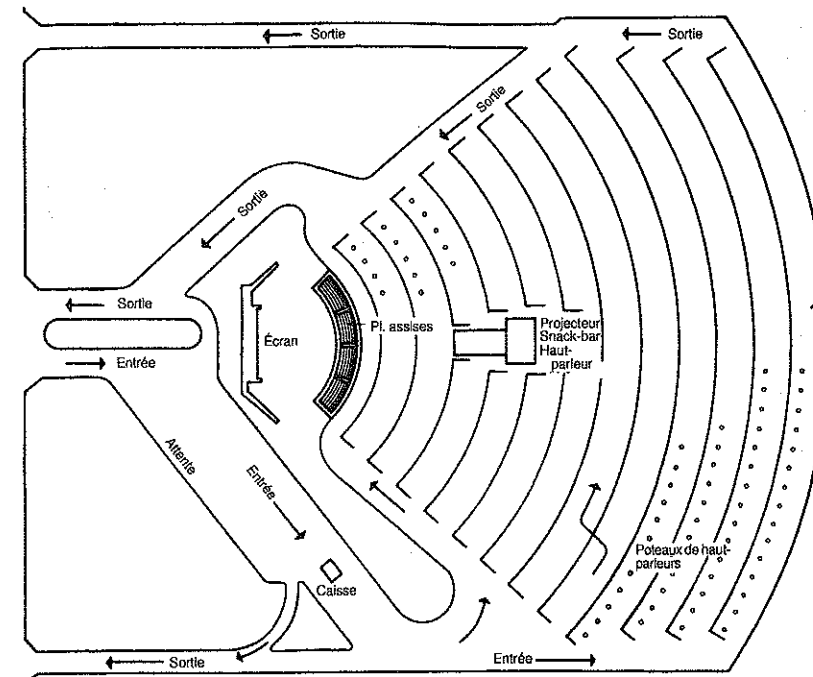 Sortie
Sortie
Sortie
Sortie
Sortie
Entrée
Écran
Pl. assises
Projecteur
Snack-bar
Haut-
parleur
Attente
Entrée
Caisse
Poteaux de haut-
parleurs
Sortie
Entrée